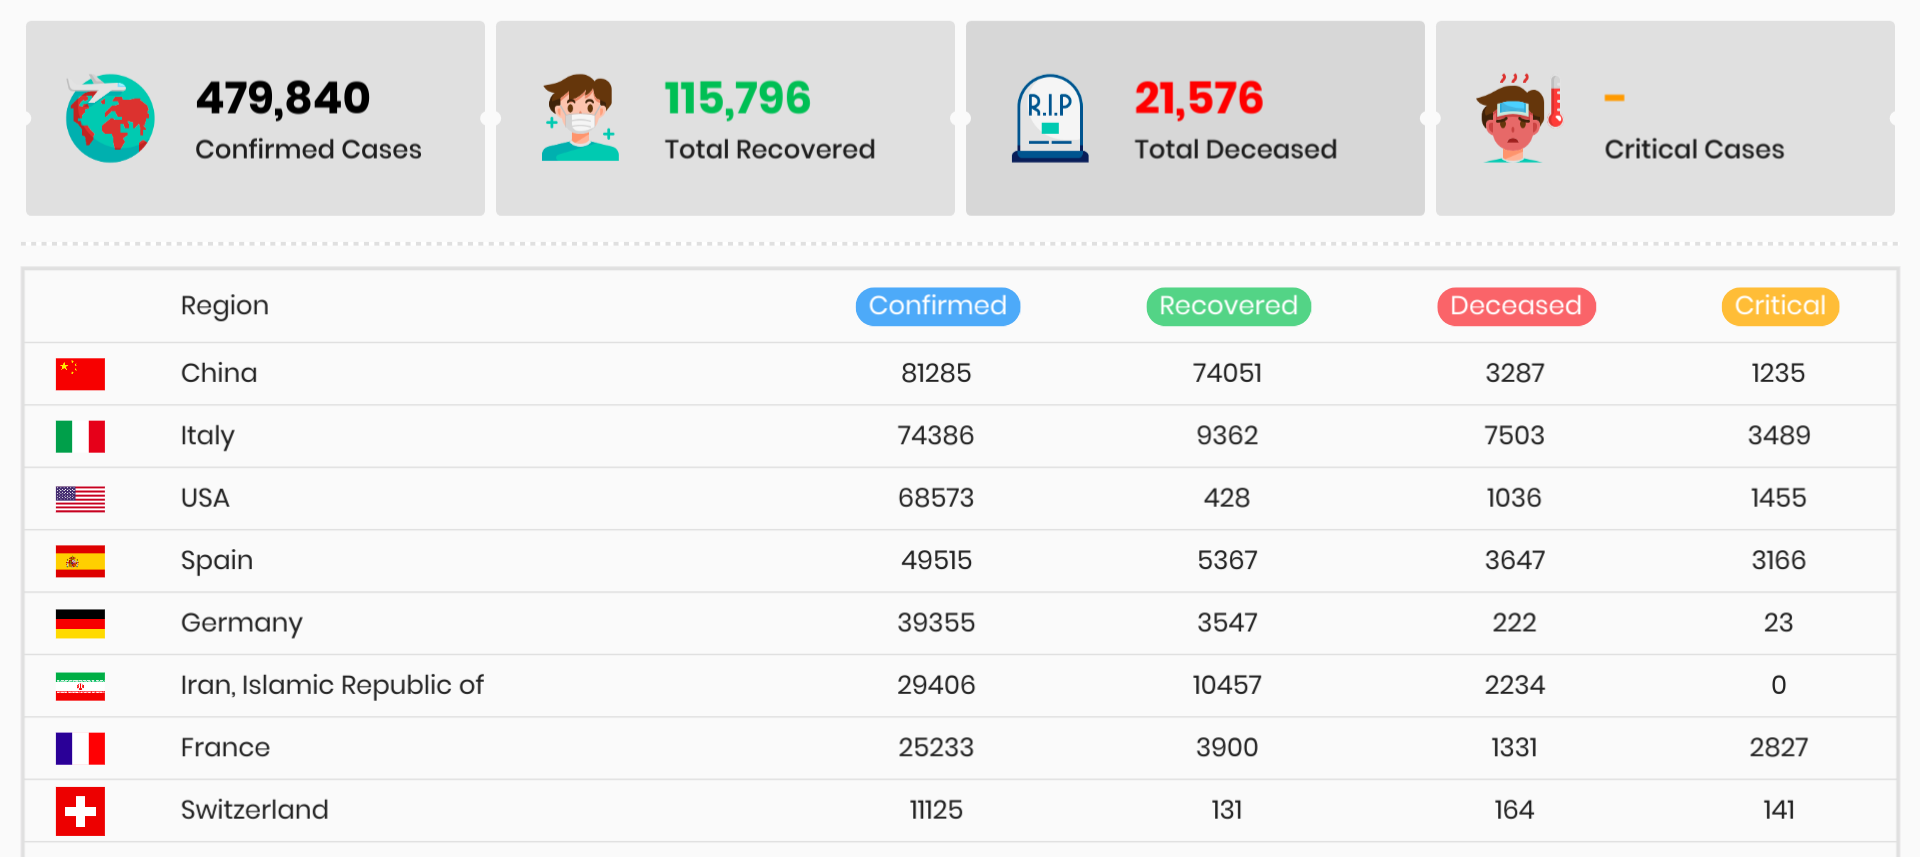 479,840
Confirmed Cases
115,796
Total Recovered
R.I.P
21,576
Total Deceased
-
Critical Cases
Region Confirmed Recovered Deceased Critical
China 81285 74051 3287 1235
Italy 74386 9362 7503 3489
USA 68573 428 1036 1455
Spain 49515 5367 3647 3166
Germany 39355 3547 222 23
Iran, Islamic Republic of 29406 10457 2234 0
France 25233 3900 1331 2827
Switzerland 11125 131 164 141